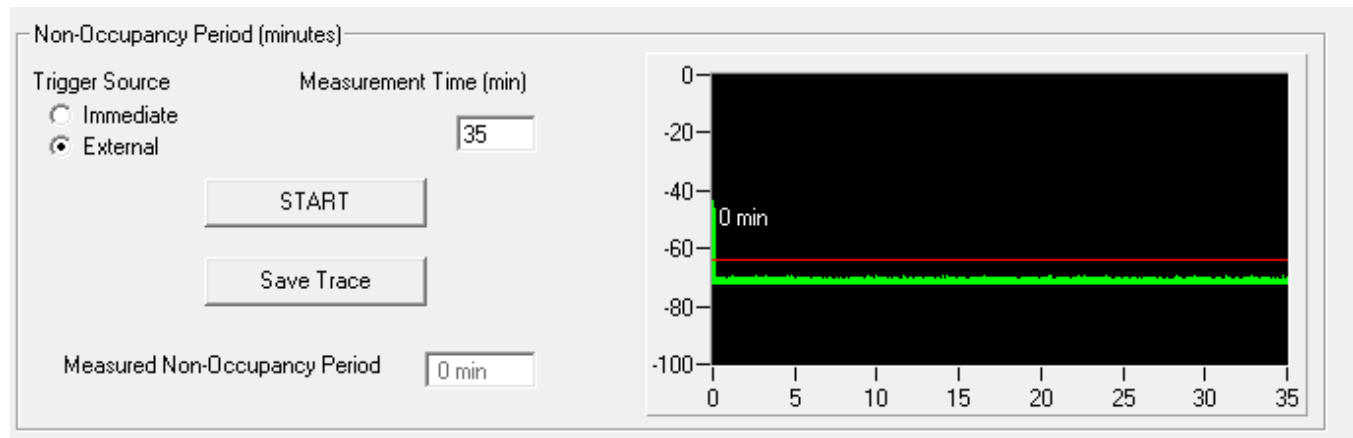 Non-Occupancy Period (minutes)
Trigger Source
Immediate
External
Measurement Time (min)
35
START
Save Trace
Measured Non-Occupancy Period
0 min
0
-20
-40
-60
-80
-100
0 min
0 5 10 15 20 25 30 35